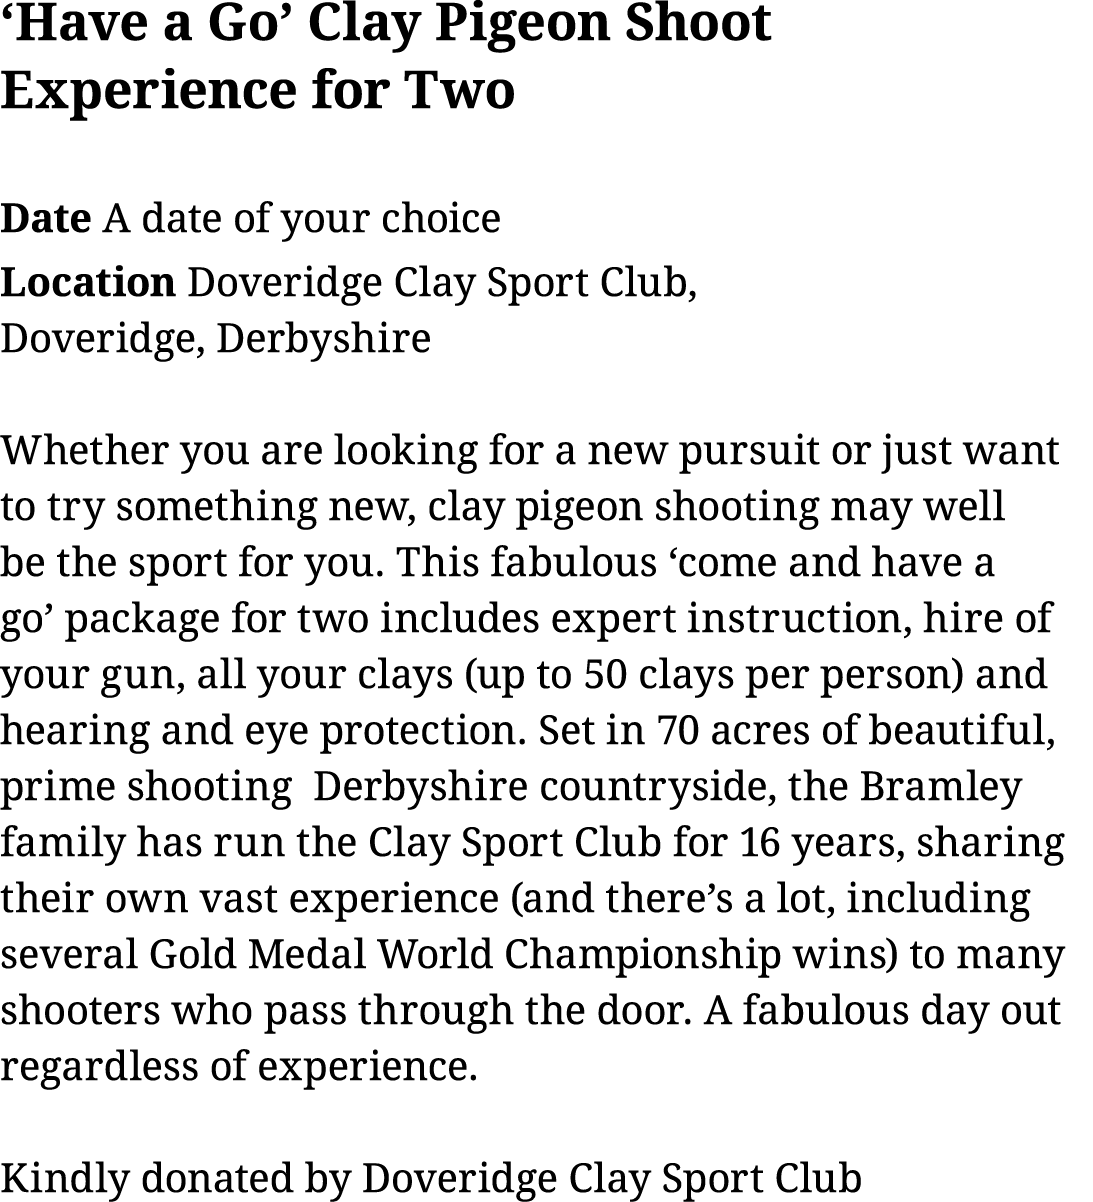 ‘Have a Go’ Clay Pigeon Shoot
Experience for Two
Date A date of your choice
Location Doveridge Clay Sport Club,
Doveridge, Derbyshire
Whether you are looking for a new pursuit or just want
to try something new, clay pigeon shooting may well
be the sport for you. This fabulous ‘come and have a
go’ package for two includes expert instruction, hire of
your gun, all your clays (up to 50 clays per person) and
hearing and eye protection. Set in 70 acres of beautiful,
prime shooting  Derbyshire countryside, the Bramley
family has run the Clay Sport Club for 16 years, sharing
their own vast experience (and there’s a lot, including
several Gold Medal World Championship wins) to many
shooters who pass through the door. A fabulous day out
regardless of experience.
Kindly donated by Doveridge Clay Sport Club